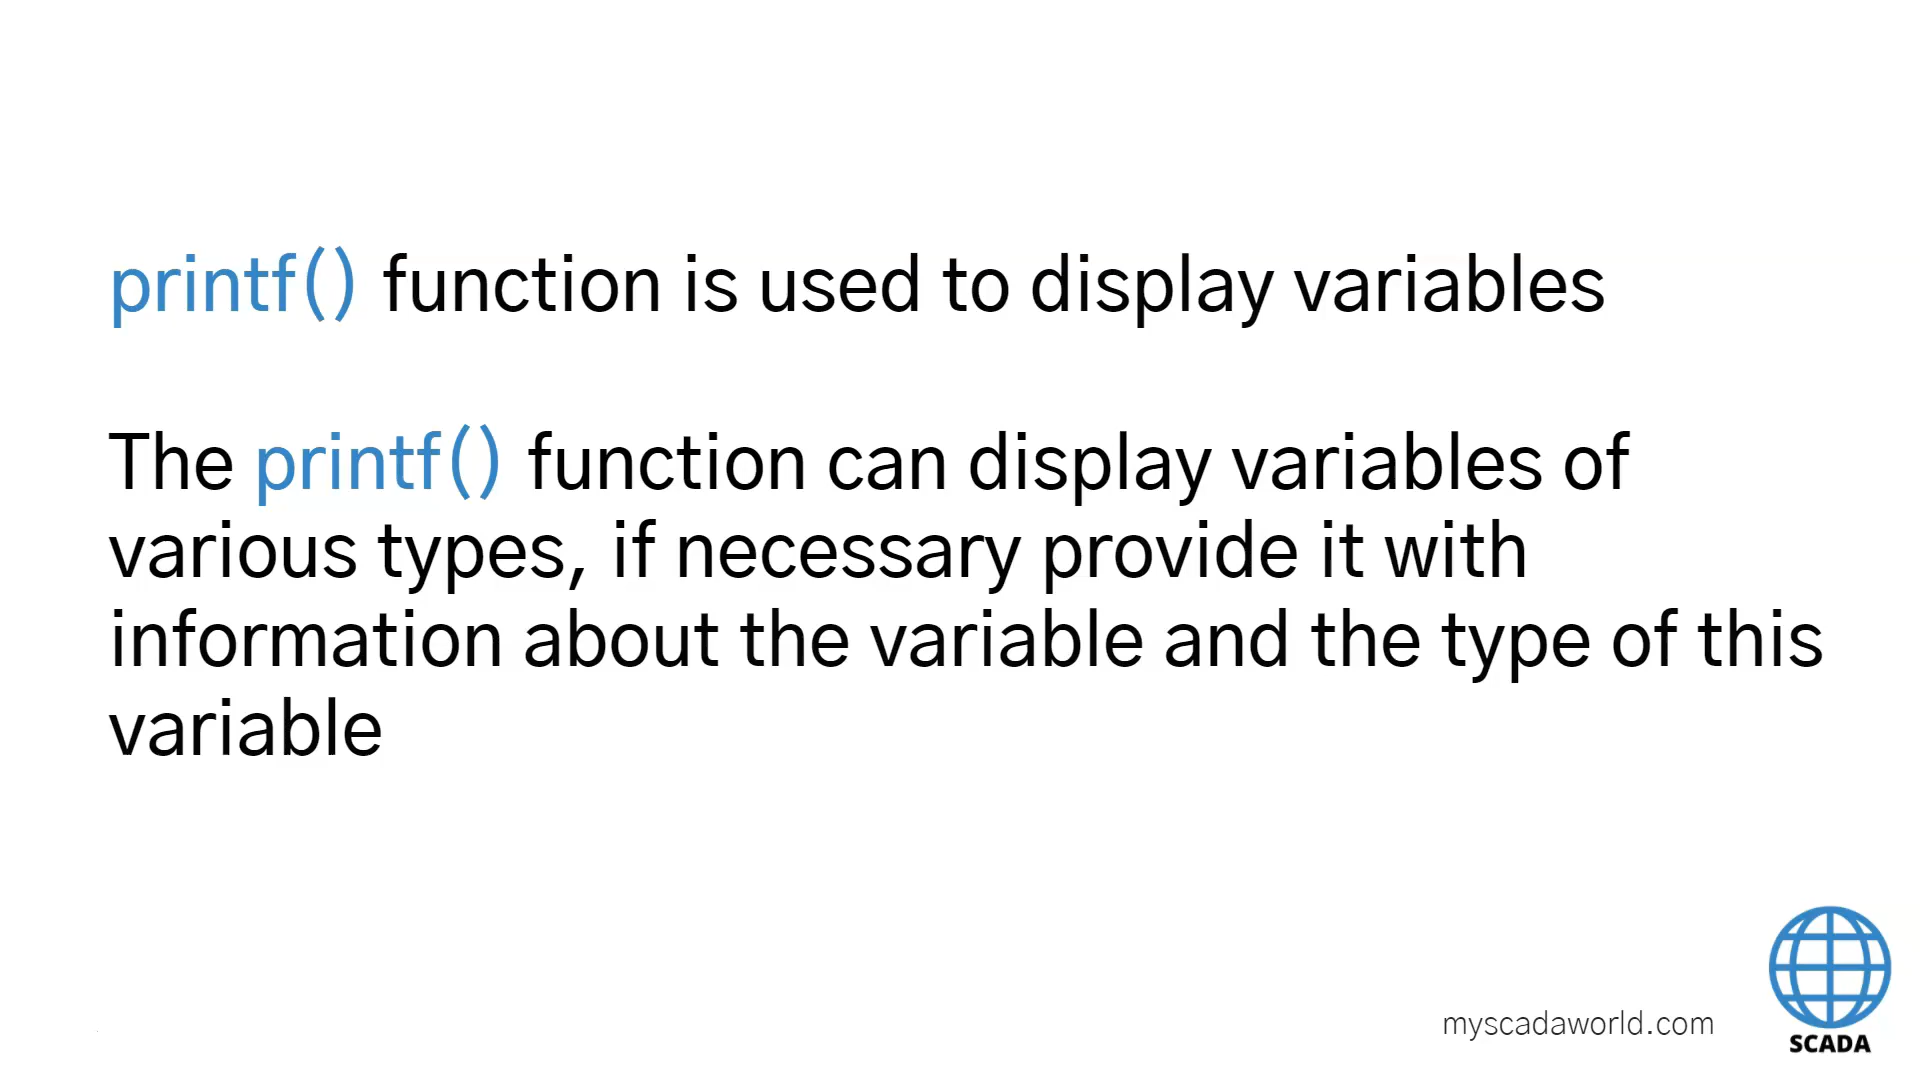 printf() function is used to display variables
The printf() function can display variables of
various types, if necessary provide it with
information about the variable and the type of this
variable
myscadaworld.com
SCADA